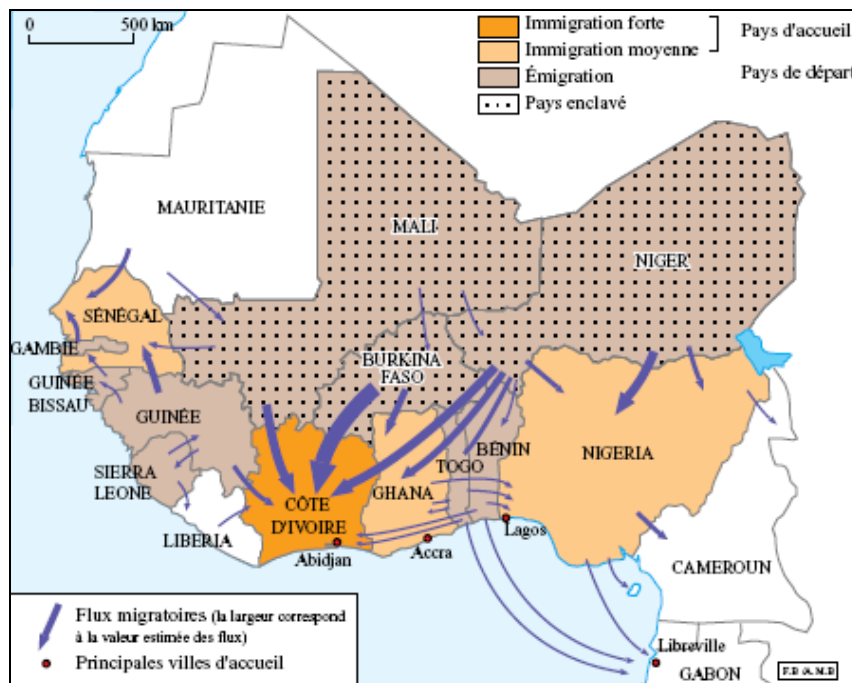 0 500 km
Immigration forte
Immigration moyenne
Pays d'accueil
Émigration
Pays de départ
Pays enclavé
MAURITANIE
MALI
NIGER
SÉNÉGAL
GAMBIE
GUINÉE
BISSAU
GUINÉE
BURKINA
FASO
SIERRA
LEONE
LIBERIA
CÔTE
D'IVOIRE
GHANA
TOGO
BÉNIN
NIGERIA
Abidjan
Accra
Lagos
CAMEROUN
Libreville
GABON
Flux migratoires (la largeur correspond
à la valeur estimée des flux)
Principales villes d'accueil